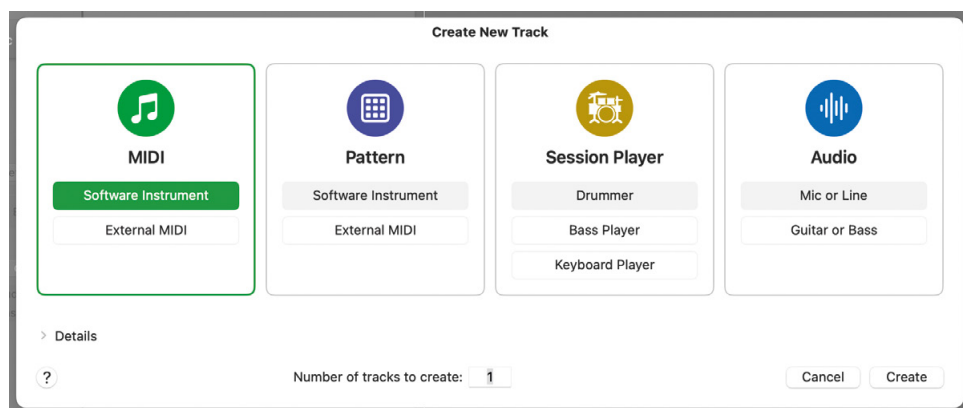 Create New Track
MIDI
Software Instrument
External MIDI
Pattern
Software Instrument
External MIDI
Session Player
Drummer
Bass Player
Keyboard Player
Audio
Mic or Line
Guitar or Bass
Details
?
Number of tracks to create: 1
Cancel
Create